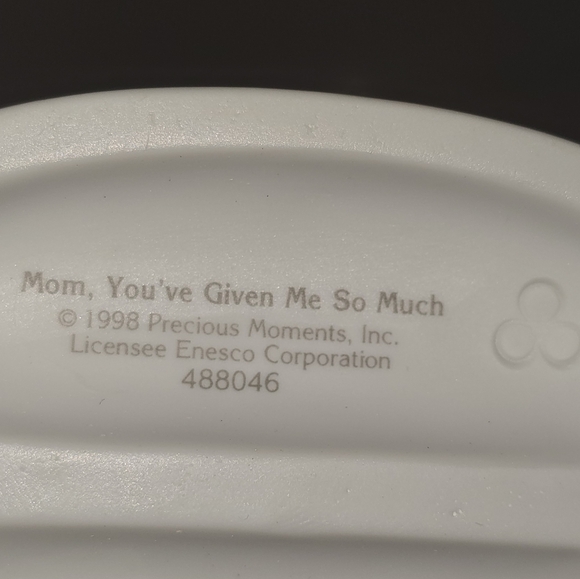 Mom, You've Given Me So Much
© 1998 Precious Moments, Inc.
Licensee Enesco Corporation
488046